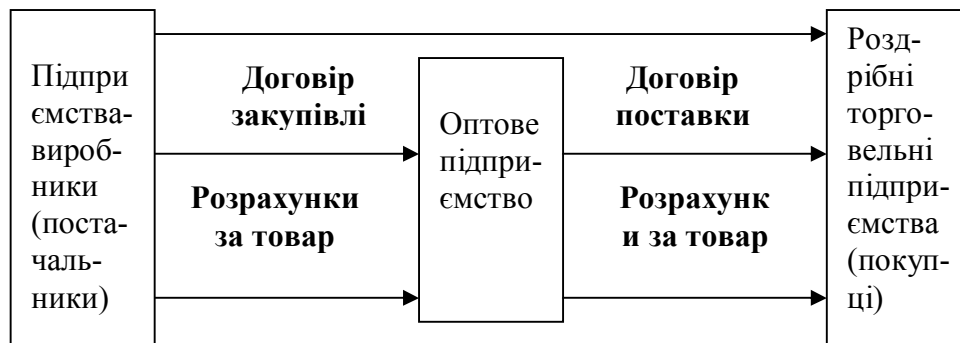 Підпри
ємства-
вироб-
ники
(поста-
чаль-
ники)
Договір
закупівлі
Розрахунки
за товар
Оптове
підпри-
ємство
Договір
поставки
Розрахунк
и за товар
Розд-
рібні
торго-
вельні
підпри-
ємства
(покуп-
ці)